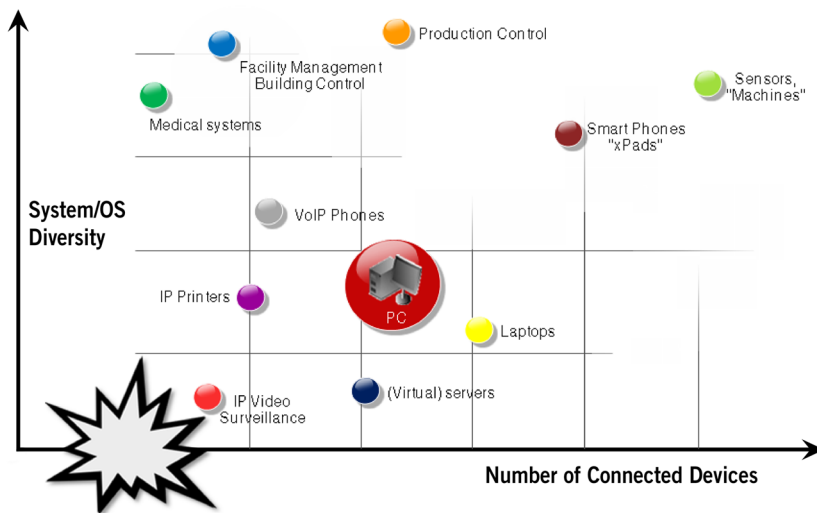 Production Control
Facility Management
Building Control
Sensors,
"Machines"
Medical systems
Smart Phones
"xPads"
System/OS
Diversity
VoIP Phones
IP Printers
PC
Laptops
IP Video
Surveillance
(Virtual) servers
Number of Connected Devices